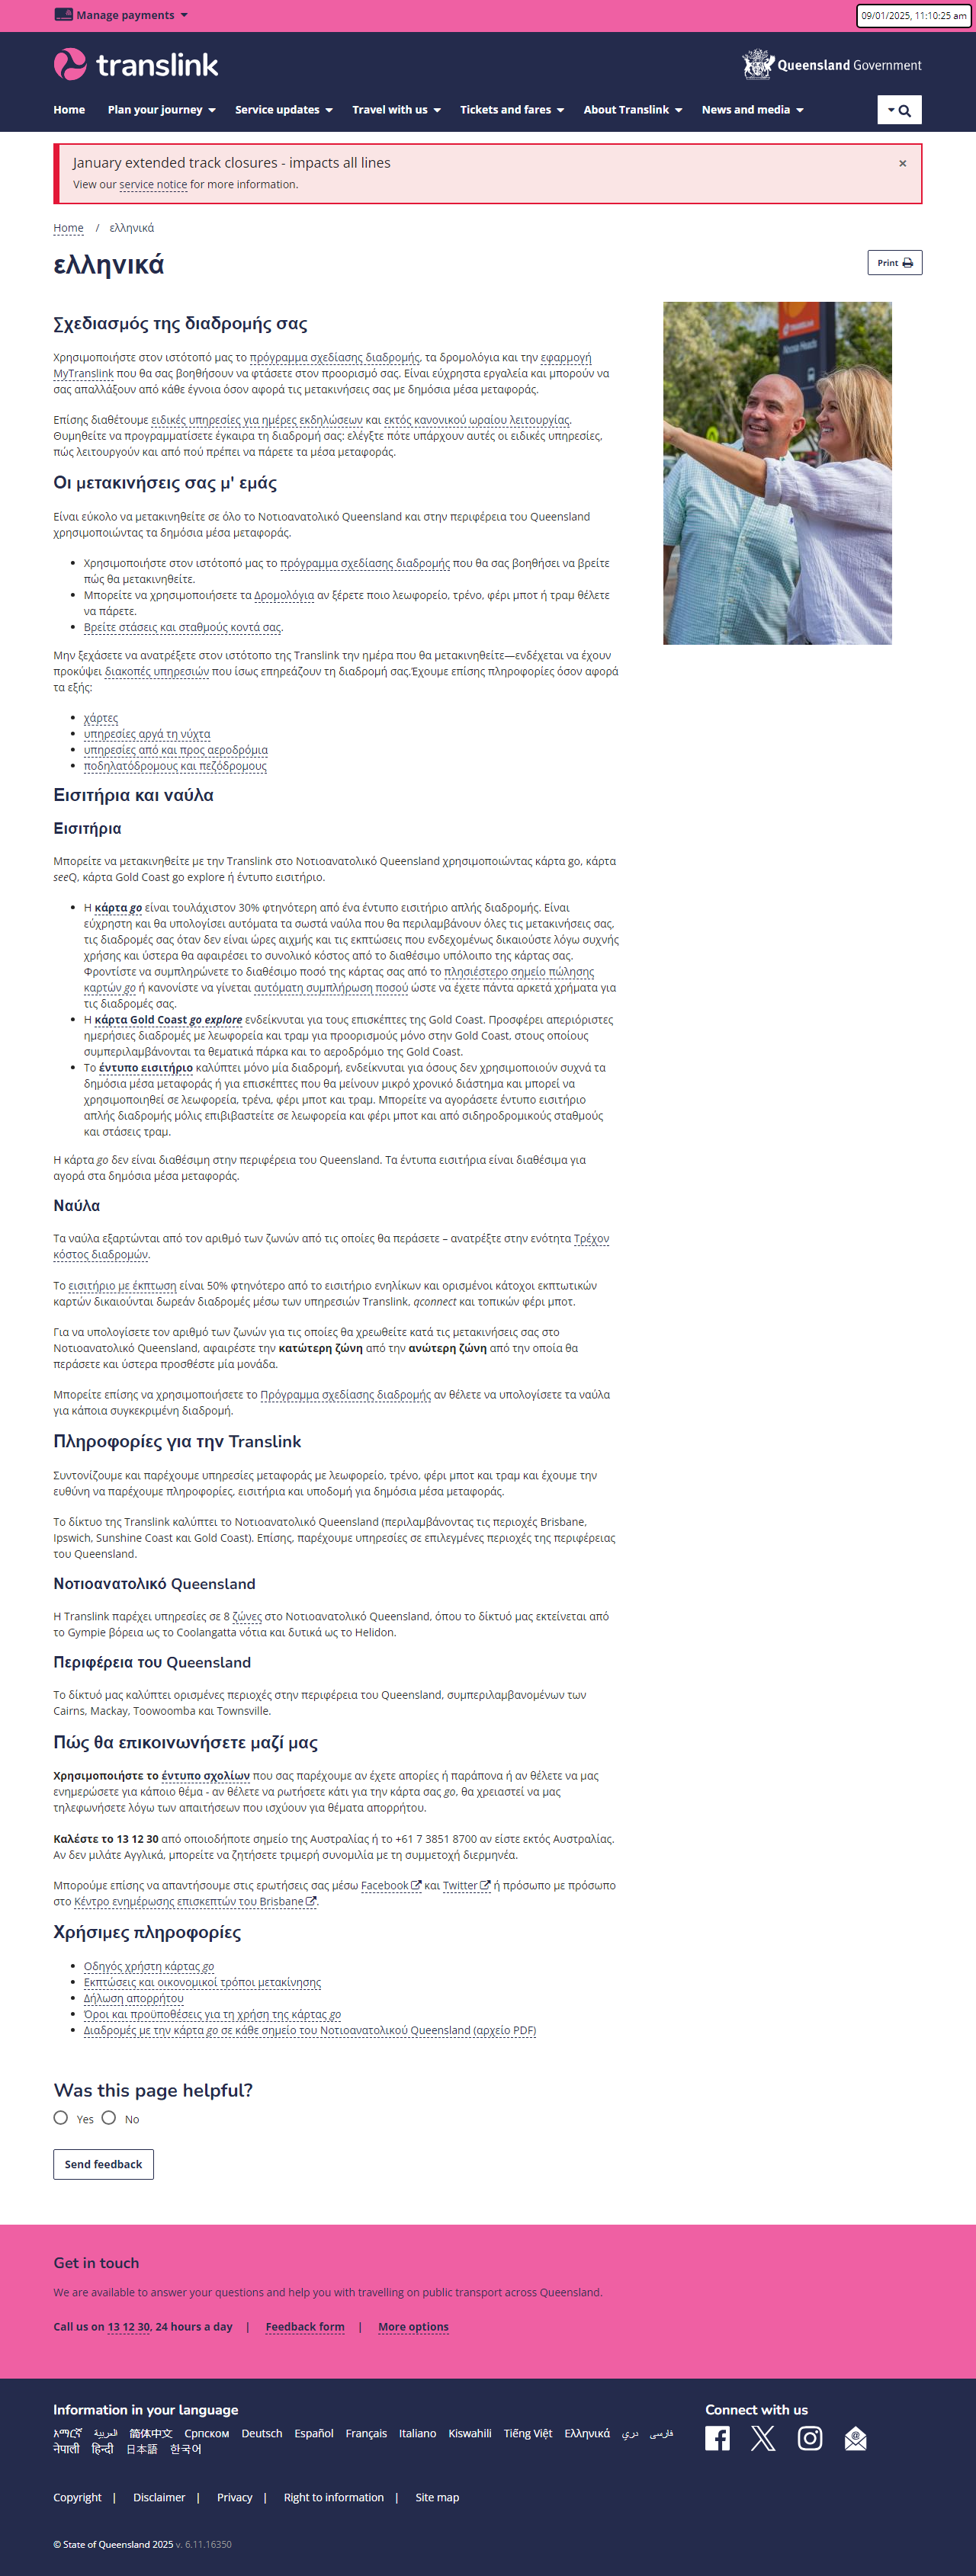 Manage payments
09/01/2025, 11:10:25 am
translink
Queensland Government
Home Plan your journey Service updates Travel with us Tickets and fares About Translink News and media
January extended track closures - impacts all lines
×
View our service notice for more information.
Home / ελληνικά
ελληνικά
Print
Σχεδιασμός της διαδρομής σας
Χρησιμοποιήστε στον ιστότοπό μας το πρόγραμμα σχεδίασης διαδρομής, τα δρομολόγια και την εφαρμογή
MyTranslink που θα σας βοηθήσουν να φτάσετε στον προορισμό σας. Είναι εύχρηστα εργαλεία και μπορούν να
σας απαλλάξουν από κάθε έγνοια όσον αφορά τις μετακινήσεις σας με δημόσια μέσα μεταφοράς.
Επίσης διαθέτουμε ειδικές υπηρεσίες για ημέρες εκδηλώσεων και εκτός κανονικού ωραίου λειτουργίας.
Θυμηθείτε να προγραμματίσετε έγκαιρα τη διαδρομή σας: ελέγξτε πότε υπάρχουν αυτές οι ειδικές υπηρεσίες,
πώς λειτουργούν και από πού πρέπει να πάρετε τα μέσα μεταφοράς.
Οι μετακινήσεις σας μ' εμάς
Είναι εύκολο να μετακινηθείτε σε όλο το Νοτιοανατολικό Queensland και στην περιφέρεια του Queensland
χρησιμοποιώντας τα δημόσια μέσα μεταφοράς.
• Χρησιμοποιήστε στον ιστότοπό μας το πρόγραμμα σχεδίασης διαδρομής που θα σας βοηθήσει να βρείτε
πώς θα μετακινηθείτε.
• Μπορείτε να χρησιμοποιήσετε τα Δρομολόγια αν ξέρετε ποιο λεωφορείο, τρένο, φέρι μποτ ή τραμ θέλετε
να πάρετε.
• Βρείτε στάσεις και σταθμούς κοντά σας.
Μην ξεχάσετε να ανατρέξετε στον ιστότοπο της Translink την ημέρα που θα μετακινηθείτε—ενδέχεται να έχουν
προκύψει διακοπές υπηρεσιών που ίσως επηρεάζουν τη διαδρομή σας.Έχουμε επίσης πληροφορίες όσον αφορά
τα εξής:
• χάρτες
• υπηρεσίες αργά τη νύχτα
• υπηρεσίες από και προς αεροδρόμια
• ποδηλατόδρομους και πεζόδρομους
Εισιτήρια και ναύλα
Εισιτήρια
Μπορείτε να μετακινηθείτε με την Translink στο Νοτιοανατολικό Queensland χρησιμοποιώντας κάρτα go, κάρτα
seeQ, κάρτα Gold Coast go explore ή έντυπο εισιτήριο.
• Η κάρτα go είναι τουλάχιστον 30% φτηνότερη από ένα έντυπο εισιτήριο απλής διαδρομής. Είναι
εύχρηστη και θα υπολογίσει αυτόματα τα σωστά ναύλα που θα περιλαμβάνουν όλες τις μετακινήσεις σας,
τις διαδρομές σας όταν δεν είναι ώρες αιχμής και τις εκπτώσεις που ενδεχομένως δικαιούστε λόγω συχνής
χρήσης και ύστερα θα αφαιρέσει το συνολικό κόστος από το διαθέσιμο υπόλοιπο της κάρτας σας.
Φροντίστε να συμπληρώνετε το διαθέσιμο ποσό της κάρτας σας από το πλησιέστερο σημείο πώλησης
καρτών go ή κανονίστε να γίνεται αυτόματη συμπλήρωση ποσού ώστε να έχετε πάντα αρκετά χρήματα για
τις διαδρομές σας.
• Η κάρτα Gold Coast go explore ενδείκνυται για τους επισκέπτες της Gold Coast. Προσφέρει απεριόριστες
ημερήσιες διαδρομές με λεωφορεία και τραμ για προορισμούς μόνο στην Gold Coast, στους οποίους
συμπεριλαμβάνονται τα θεματικά πάρκα και το αεροδρόμιο της Gold Coast.
• Το έντυπο εισιτήριο καλύπτει μόνο μία διαδρομή, ενδείκνυται για όσους δεν χρησιμοποιούν συχνά τα
δημόσια μέσα μεταφοράς ή για επισκέπτες που θα μείνουν μικρό χρονικό διάστημα και μπορεί να
χρησιμοποιηθεί σε λεωφορεία, τρένα, φέρι μποτ και τραμ. Μπορείτε να αγοράσετε έντυπο εισιτήριο
απλής διαδρομής μόλις επιβιβαστείτε σε λεωφορεία και φέρι μποτ και από σιδηροδρομικούς σταθμούς
και στάσεις τραμ.
Η κάρτα go δεν είναι διαθέσιμη στην περιφέρεια του Queensland. Τα έντυπα εισιτήρια είναι διαθέσιμα για
αγορά στα δημόσια μέσα μεταφοράς.
Ναύλα
Τα ναύλα εξαρτώνται από τον αριθμό των ζωνών από τις οποίες θα περάσετε – ανατρέξτε στην ενότητα Τρέχον
κόστος διαδρομών.
Το εισιτήριο με έκπτωση είναι 50% φτηνότερο από το εισιτήριο ενηλίκων και ορισμένοι κάτοχοι εκπτωτικών
καρτών δικαιούνται δωρεάν διαδρομές μέσω των υπηρεσιών Translink, qconnect και τοπικών φέρι μποτ.
Για να υπολογίσετε τον αριθμό των ζωνών για τις οποίες θα χρεωθείτε κατά τις μετακινήσεις σας στο
Νοτιοανατολικό Queensland, αφαιρέστε την κατώτερη ζώνη από την ανώτερη ζώνη από την οποία θα
περάσετε και ύστερα προσθέστε μία μονάδα.
Μπορείτε επίσης να χρησιμοποιήσετε το Πρόγραμμα σχεδίασης διαδρομής αν θέλετε να υπολογίσετε τα ναύλα
για κάποια συγκεκριμένη διαδρομή.
Πληροφορίες για την Translink
Συντονίζουμε και παρέχουμε υπηρεσίες μεταφοράς με λεωφορείο, τρένο, φέρι μποτ και τραμ και έχουμε την
ευθύνη να παρέχουμε πληροφορίες, εισιτήρια και υποδομή για δημόσια μέσα μεταφοράς.
Το δίκτυο της Translink καλύπτει το Νοτιοανατολικό Queensland (περιλαμβάνοντας τις περιοχές Brisbane,
Ipswich, Sunshine Coast και Gold Coast). Επίσης, παρέχουμε υπηρεσίες σε επιλεγμένες περιοχές της περιφέρειας
του Queensland.
Νοτιοανατολικό Queensland
Η Translink παρέχει υπηρεσίες σε 8 ζώνες στο Νοτιοανατολικό Queensland, όπου το δίκτυό μας εκτείνεται από
το Gympie βόρεια ως το Coolangatta νότια και δυτικά ως το Helidon.
Περιφέρεια του Queensland
Το δίκτυό μας καλύπτει ορισμένες περιοχές στην περιφέρεια του Queensland, συμπεριλαμβανομένων των
Cairns, Mackay, Toowoomba και Townsville.
Πώς θα επικοινωνήσετε μαζί μας
Χρησιμοποιήστε το έντυπο σχολίων που σας παρέχουμε αν έχετε απορίες ή παράπονα ή αν θέλετε να μας
ενημερώσετε για κάποιο θέμα - αν θέλετε να ρωτήσετε κάτι για την κάρτα σας go, θα χρειαστεί να μας
τηλεφωνήσετε λόγω των απαιτήσεων που ισχύουν για θέματα απορρήτου.
Καλέστε το 13 12 30 από οποιοδήποτε σημείο της Αυστραλίας ή το +61 7 3851 8700 αν είστε εκτός Αυστραλίας.
Αν δεν μιλάτε Αγγλικά, μπορείτε να ζητήσετε τριμερή συνομιλία με τη συμμετοχή διερμηνέα.
Μπορούμε επίσης να απαντήσουμε στις ερωτήσεις σας μέσω Facebook και Twitter ή πρόσωπο με πρόσωπο
στο Κέντρο ενημέρωσης επισκεπτών του Brisbane.
Χρήσιμες πληροφορίες
• Οδηγός χρήστη κάρτας go
• Εκπτώσεις και οικονομικοί τρόποι μετακίνησης
• Δήλωση απορρήτου
• Όροι και προϋποθέσεις για τη χρήση της κάρτας go
• Διαδρομές με την κάρτα go σε κάθε σημείο του Νοτιοανατολικού Queensland (αρχείο PDF)
Was this page helpful?
Yes No
Send feedback
Get in touch
We are available to answer your questions and help you with travelling on public transport across Queensland.
Call us on 13 12 30, 24 hours a day | Feedback form | More options
Information in your language
Connect with us
አማርኛ العربية 简体中文 Српском Deutsch Español Français Italiano Kiswahili Tiếng Việt Ελληνικά دري فارسی
नेपाली हिन्दी 日本語 한국어
Copyright | Disclaimer | Privacy | Right to information | Site map
© State of Queensland 2025 v. 6.11.16350